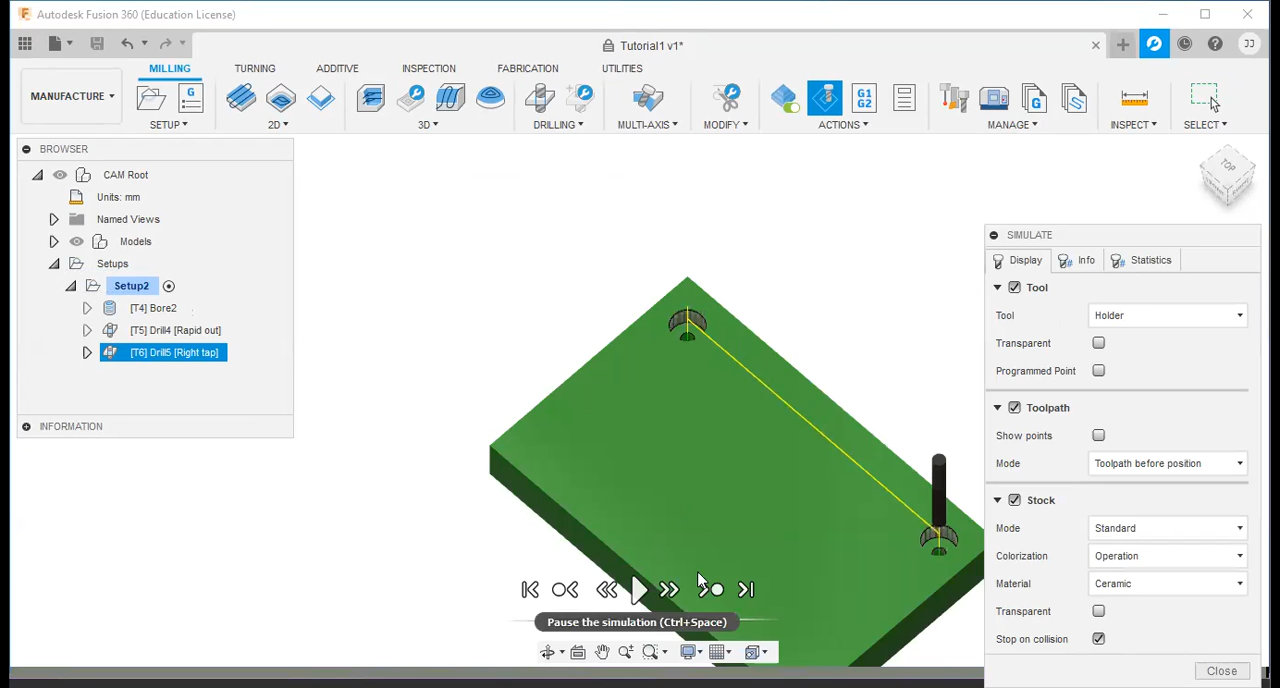 Autodesk Fusion 360 (Education License)
Tutorial1 v1*
JJ
MANUFACTURE
MILLING TURNING ADDITIVE INSPECTION FABRICATION UTILITIES
G
G1
G2
G
SETUP 2D 3D DRILLING MULTI-AXIS MODIFY ACTIONS MANAGE INSPECT SELECT
BROWSER
CAM Root
Units: mm
Named Views
Models
Setups
Setup2
[T4] Bore2
[T5] Drill4 [Rapid out]
[T6] Drill5 [Right tap]
INFORMATION
TOP
SIMULATE
Display Info Statistics
Tool
Tool Holder
Transparent
Programmed Point
Toolpath
Show points
Mode Toolpath before position
Stock
Mode Standard
Colorization Operation
Material Ceramic
Transparent
Stop on collision
Close
Pause the simulation (Ctrl+Space)